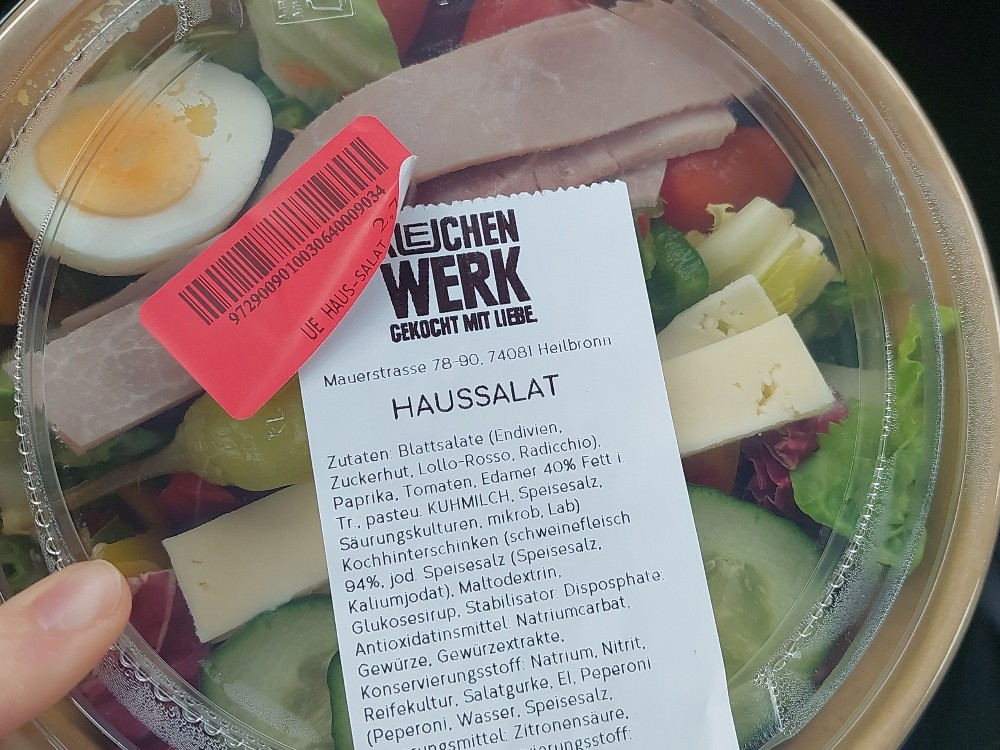 97290090100306400009034
UE HAUS-SALAT
WERK
GEKOCHT MIT LIEBE.
Mauerstrasse 78-90, 74081 Heilbronn
HAUSSALAT
Zutaten: Blattsalate (Endivien,
Zuckerhut, Lollo-Rosso, Radicchio),
Paprika, Tomaten, Edamer 40% Fett i
Tr., pasteu. KUHMILCH, Speisesalz,
Säurungskulturen, mikrob, Lab)
Kochhinterschinken (schweinefleisch
94%, jod. Speisesalz (Speisesalz,
Kaliumjodat), Maltodextrin,
Glukosesirup, Stabilisator: Disposphate:
Antioxidatinsmittel: Natriumcarbat,
Gewürze, Gewürzextrakte,
Konservierungsstoff: Natrium, Nitrit,
Reifekultur, Salatgurke, EI, Peperoni
(Peperoni, Wasser, Speisesalz,
Zitronensäure,